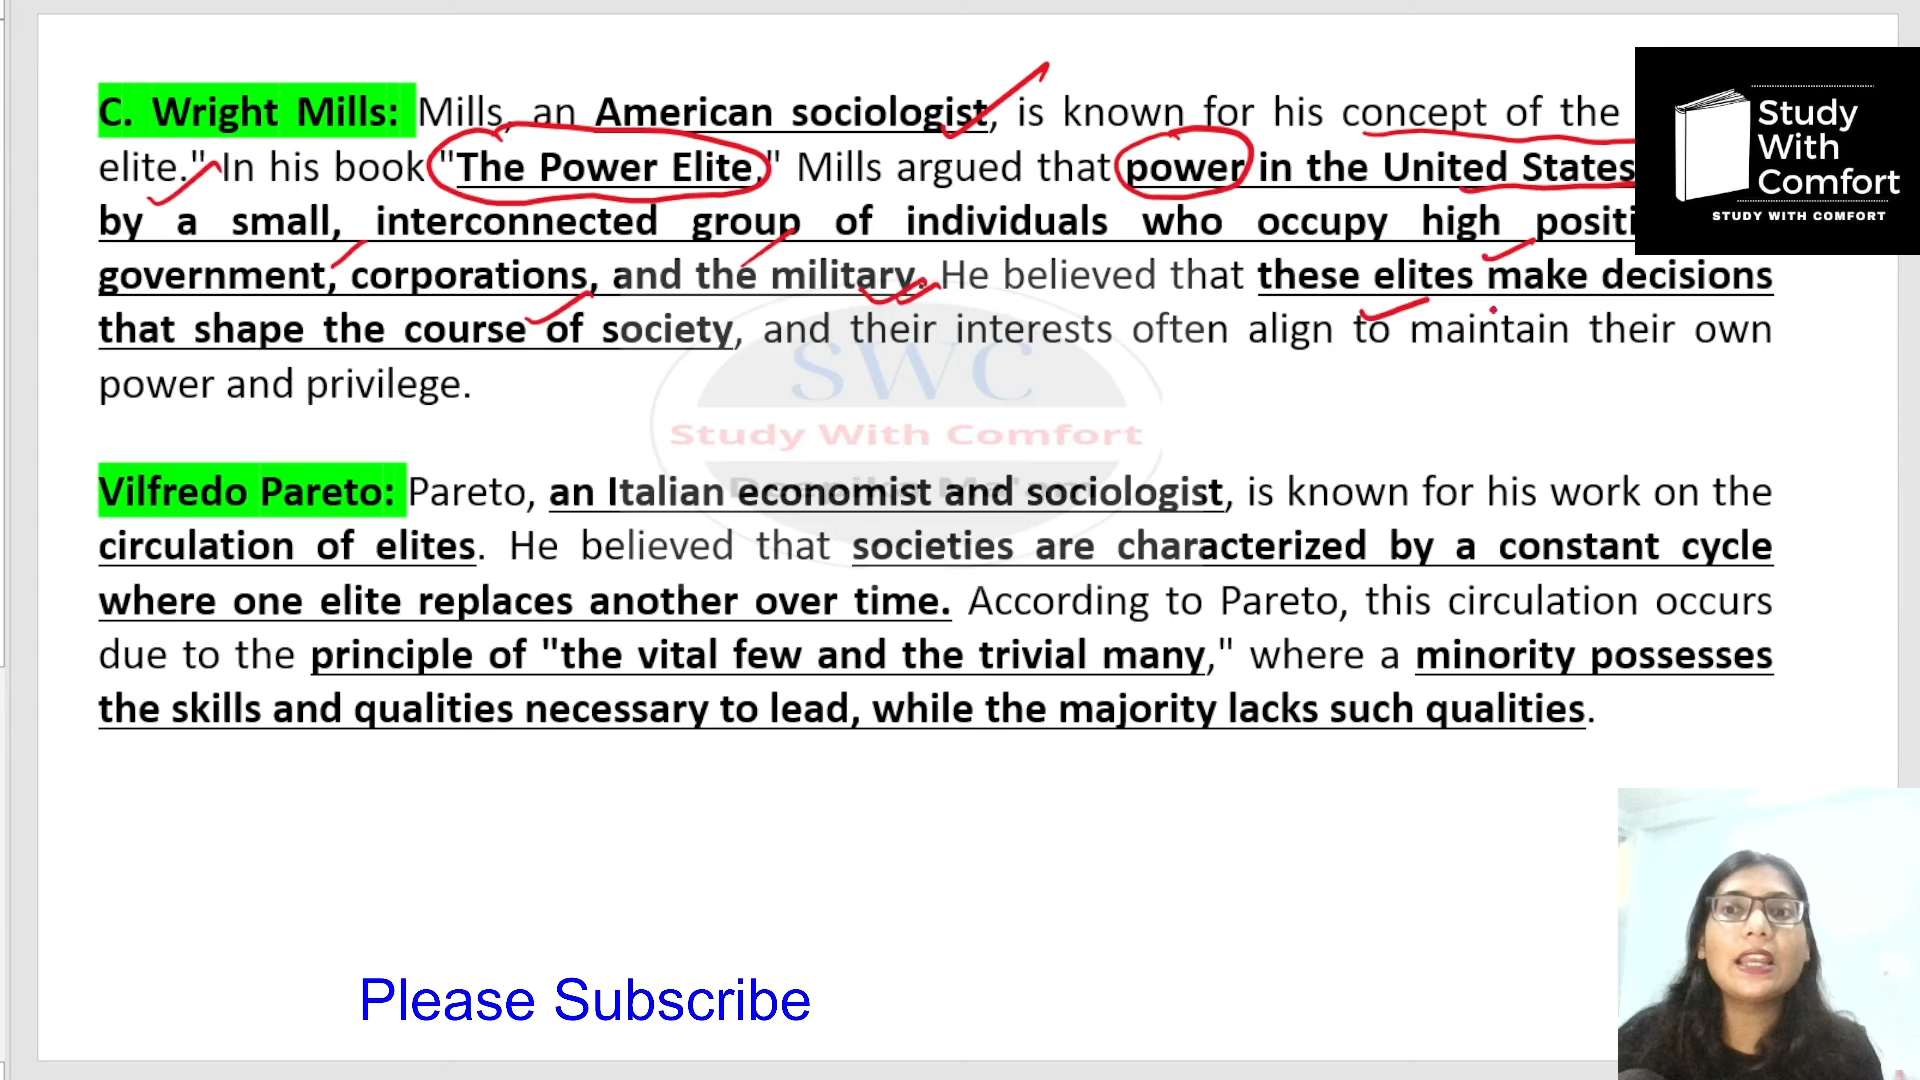 C. Wright Mills: Mills, an American sociologist, is known for his concept of the
elite." In his book "The Power Elite," Mills argued that power in the United States
by a small, interconnected group of individuals who occupy high positi
government, corporations, and the military. He believed that these elites make decisions
that shape the course of society, and their interests often align to maintain their own
power and privilege.
Vilfredo Pareto: Pareto, an Italian economist and sociologist, is known for his work on the
circulation of elites. He believed that societies are characterized by a constant cycle
where one elite replaces another over time. According to Pareto, this circulation occurs
due to the principle of "the vital few and the trivial many," where a minority possesses
the skills and qualities necessary to lead, while the majority lacks such qualities.
SWC
Study With Comfort
Study
With
Comfort
STUDY WITH COMFORT
Please Subscribe